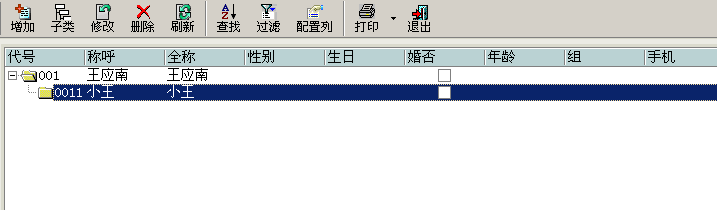 增加 子类 修改 删除 刷新 查找 过滤 配置列 打印 退出
代号 称呼 全称 性别 生日 婚否 年龄 组 手机
001 王应南 王应南
0011 小王 小王